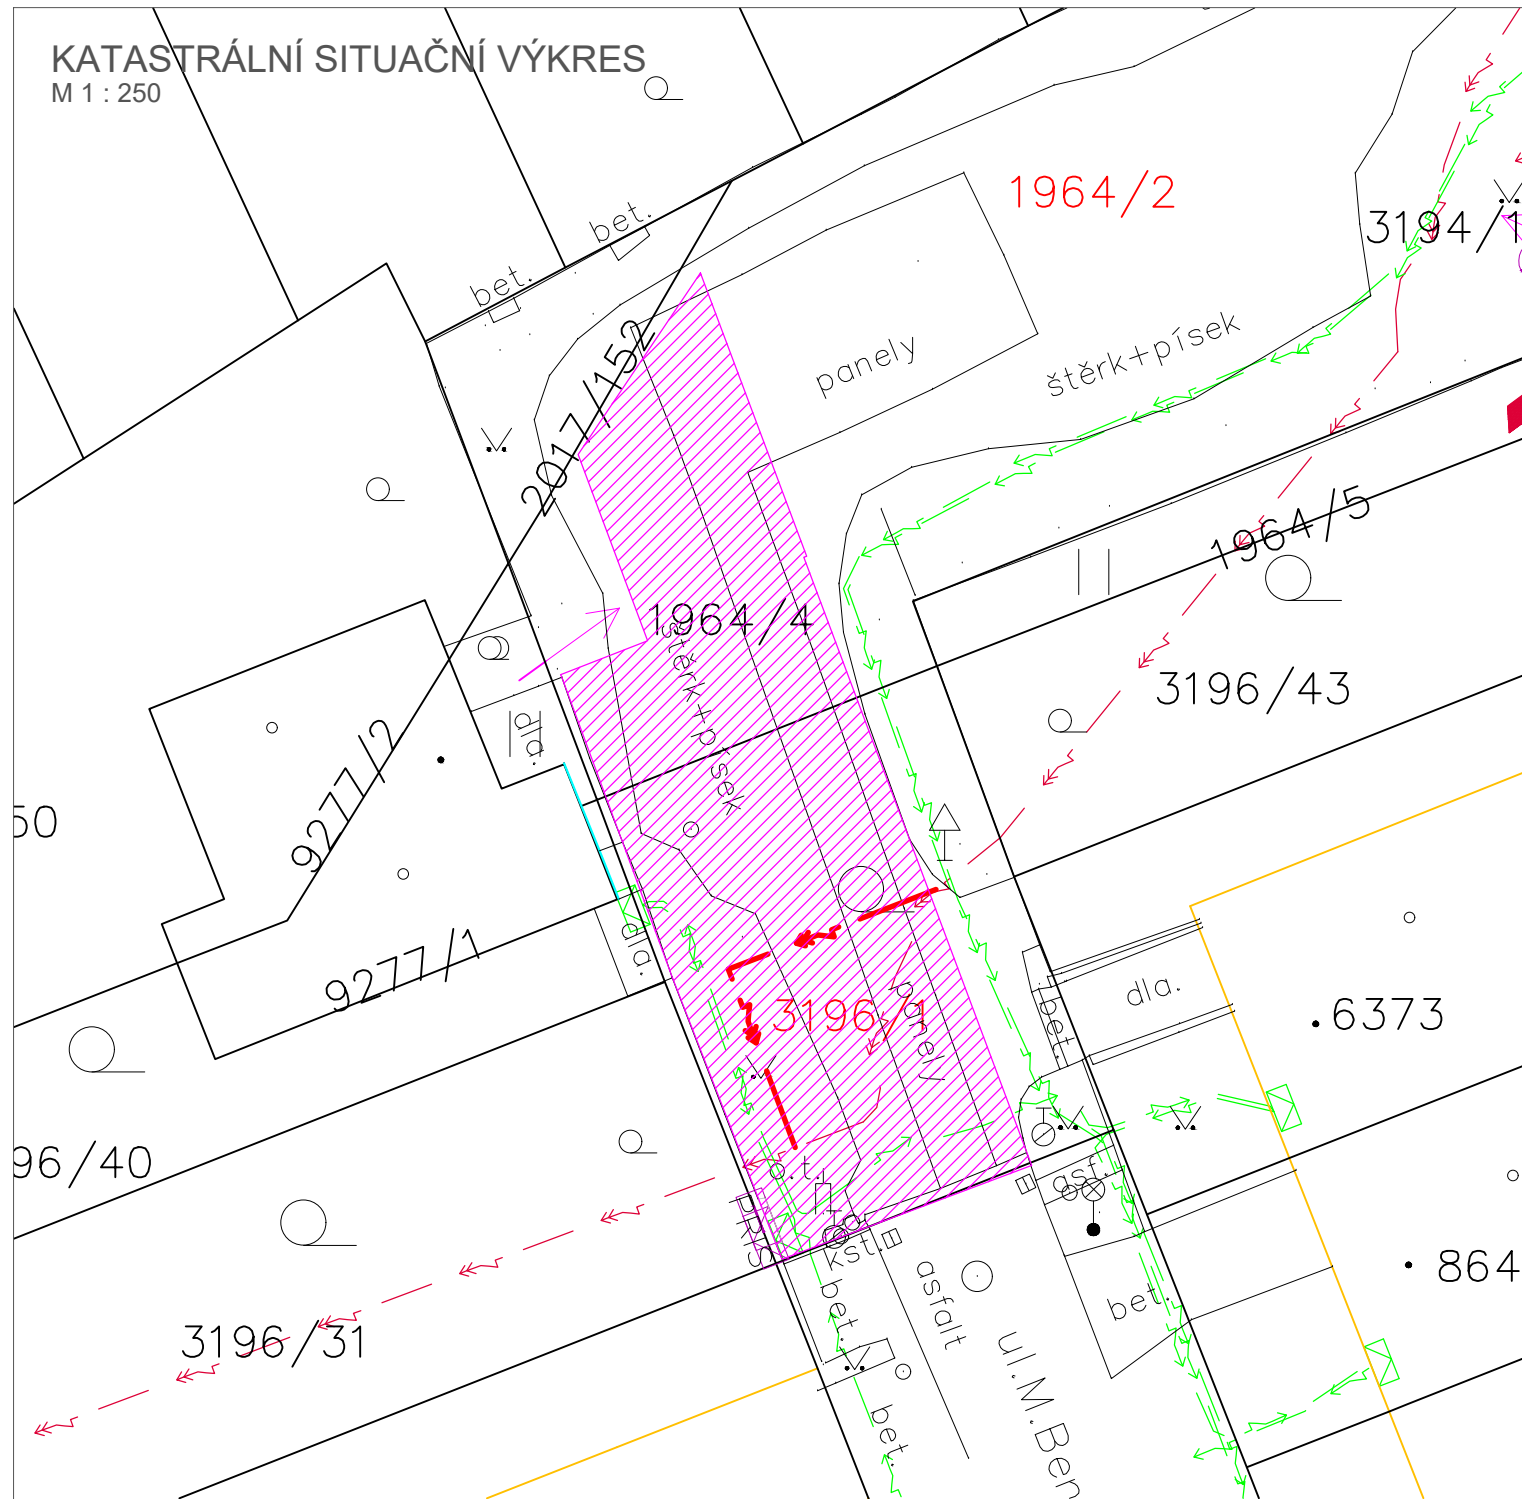 KATASTRÁLNÍ SITUAČNÍ VÝKRES
M 1 : 250
1964/2
bet.
3194/1
bet.
2017/152
panely
štěrk+písek
1964/5
1964/4
štěrk+písek
3196/43
dla.
9277/2
50
9277/1
dla.
dla.
6373
3196/1
panely
bet.
96/40
o.t.
asf.
PRIS
kst.
asfalt
bet.
bet.
864
3196/31
ul.M.Ben
bet.